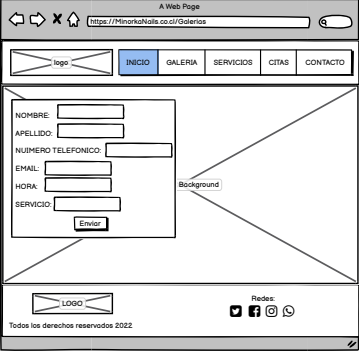 A Web Page
https://MinorkaNails.co.cl/Galerias
logo
INICIO GALERIA SERVICIOS CITAS CONTACTO
NOMBRE:
APELLIDO:
NUIMERO TELEFONICO:
EMAIL:
HORA:
Background
SERVICIO:
Enviar
LOGO
Redes:
Todos los derechos reservados 2022